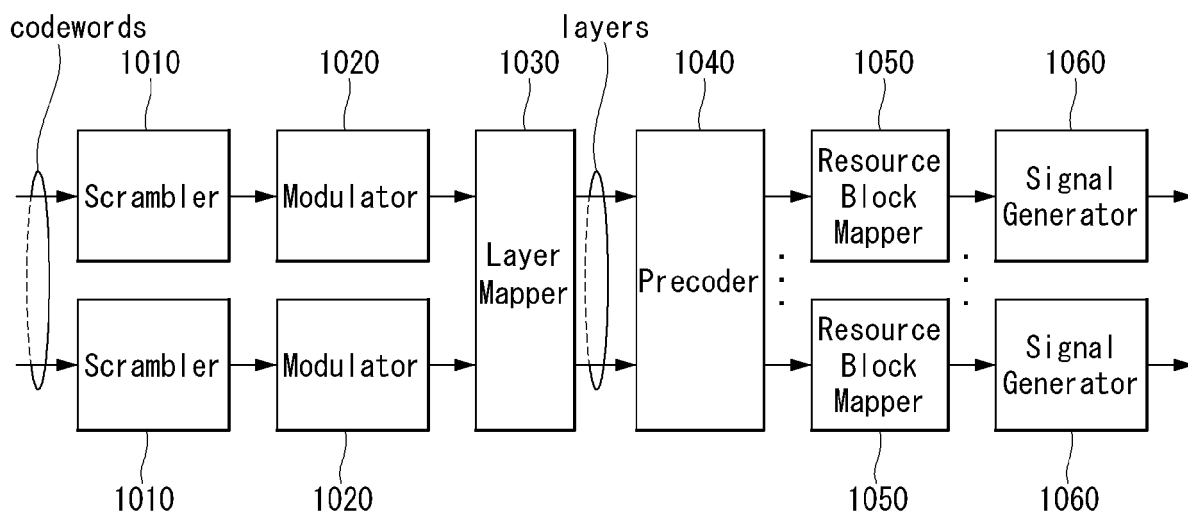 codewords
layers
1010
1020
1030
1040
1050
1060
Scrambler
Modulator
Layer
Mapper
Precoder
Resource
Block
Mapper
Signal
Generator
Scrambler
Modulator
Resource
Block
Mapper
Signal
Generator
1010
1020
1050
1060